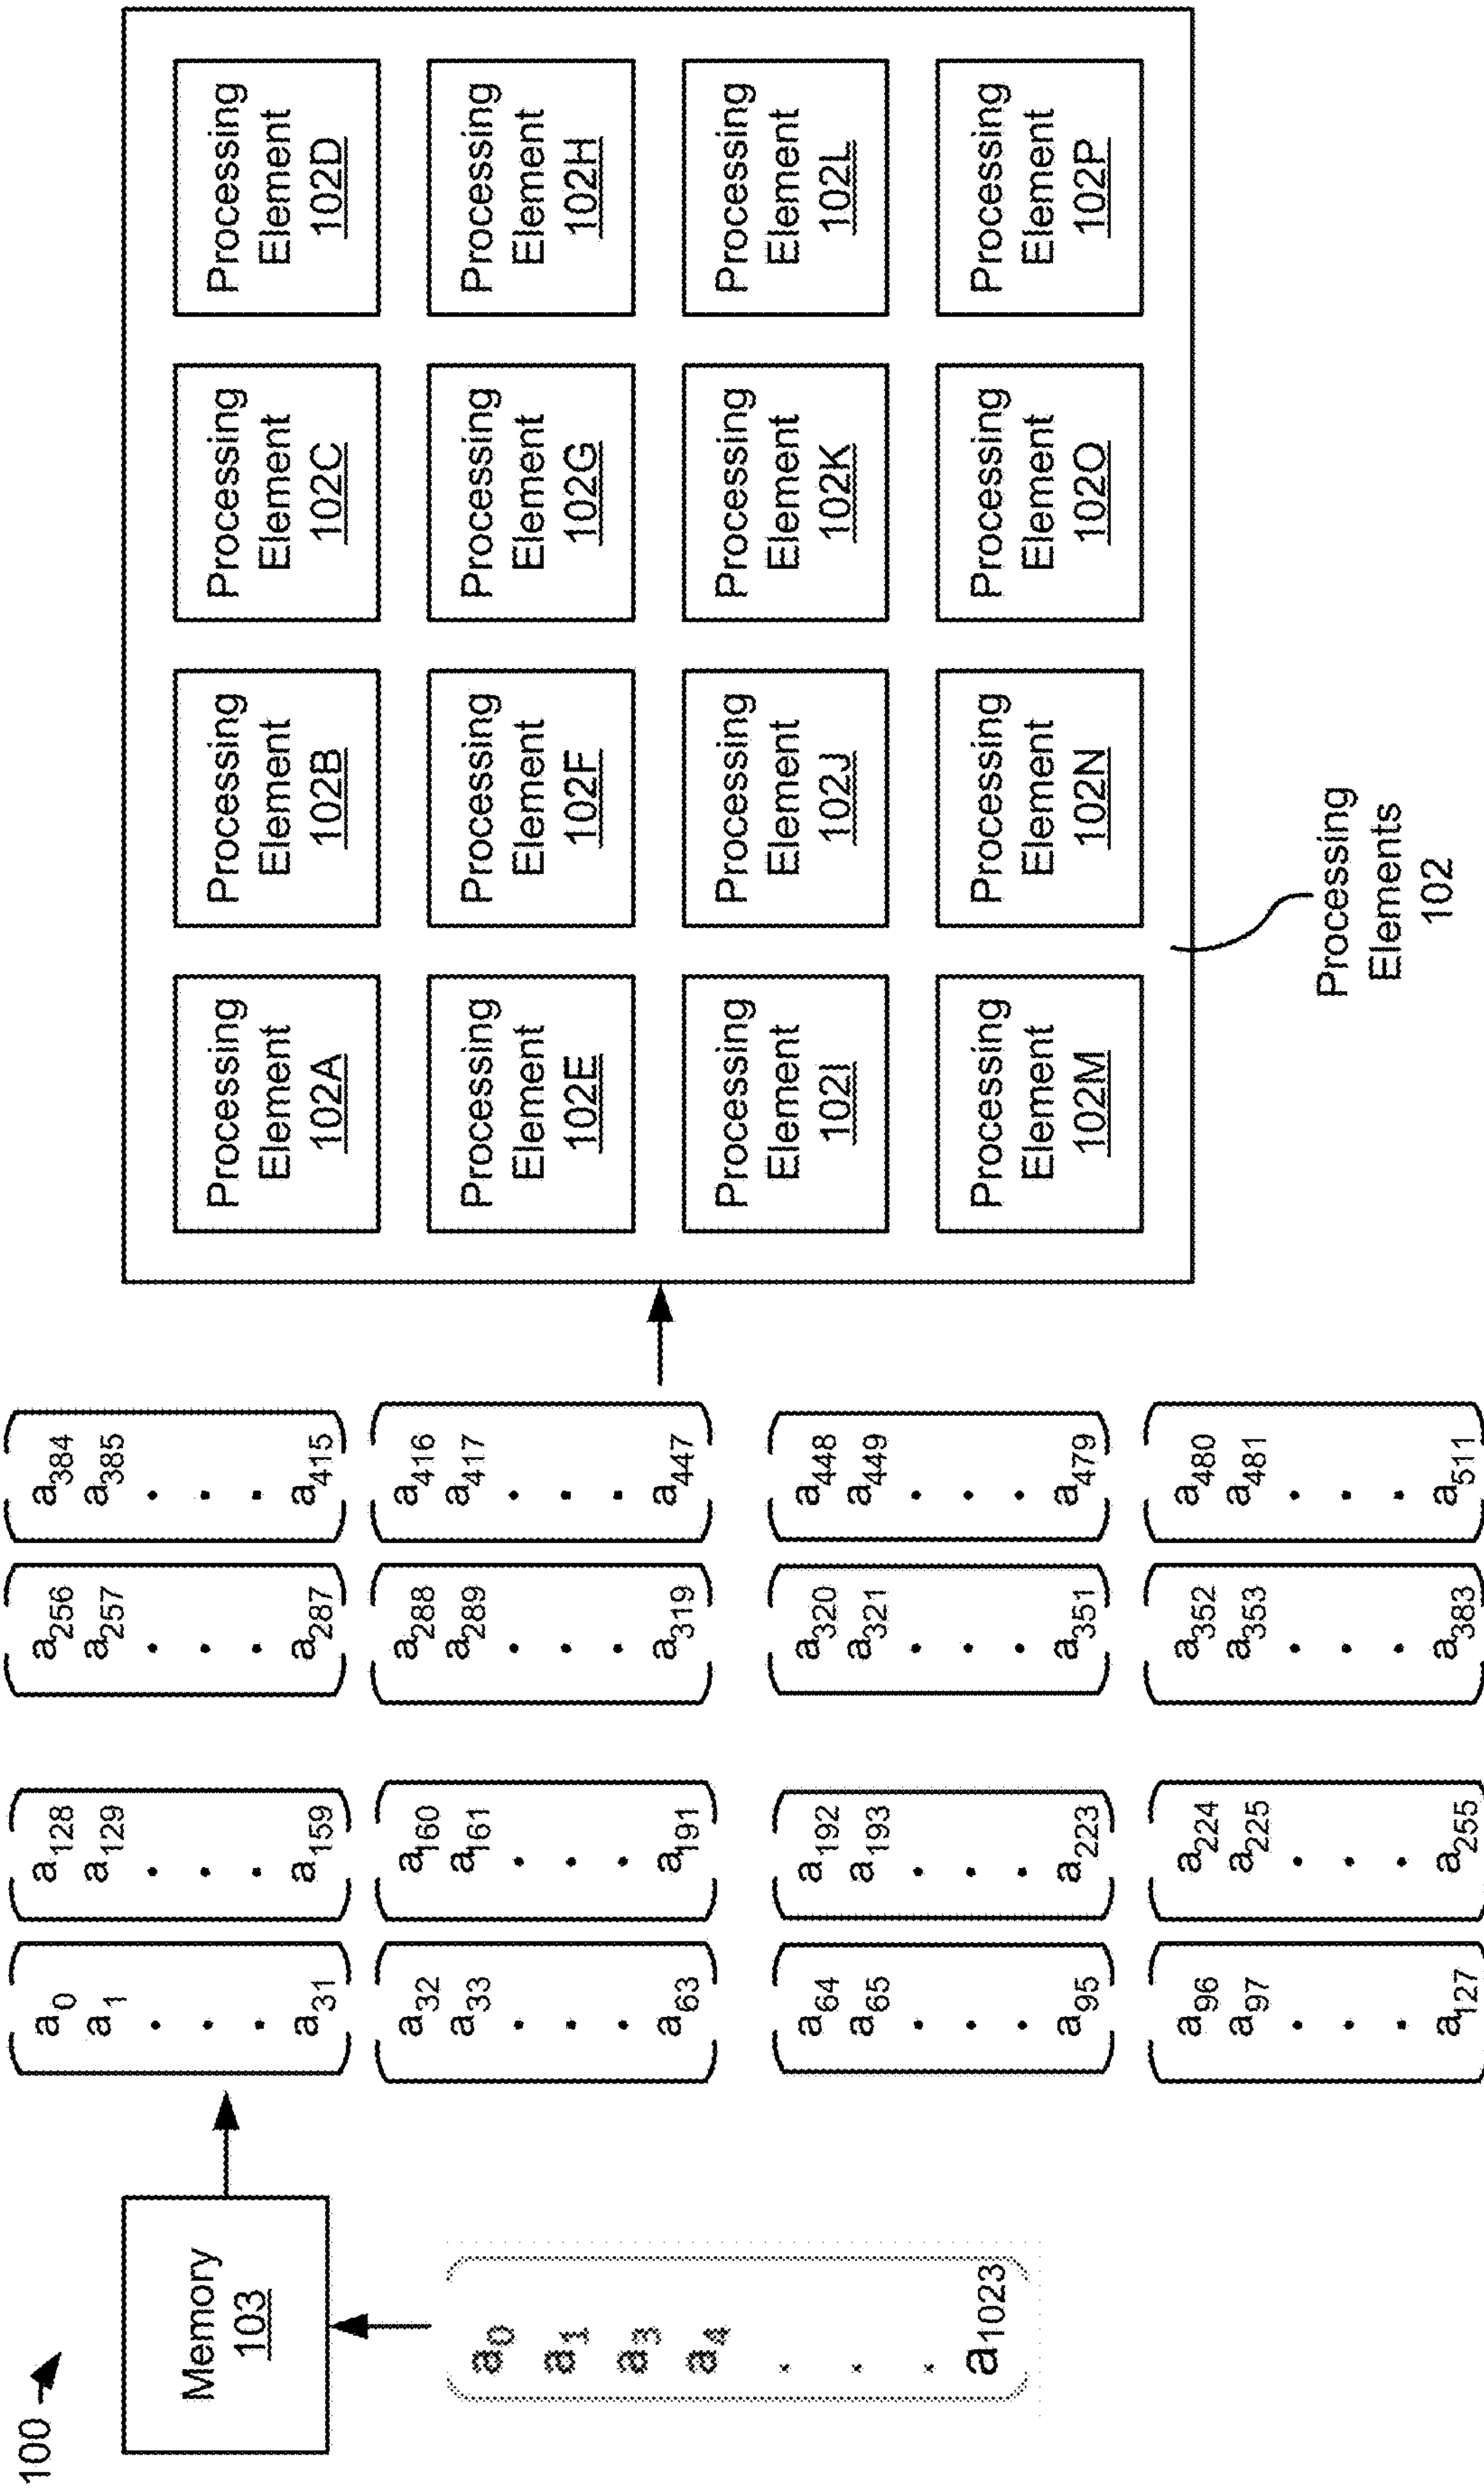 100
Memory
103
a0
a1
a3
a4
.
.
.
a1023
a0
a1
.
.
.
a31
a32
a33
.
.
.
a63
a64
a65
.
.
.
a95
a96
a97
.
.
.
a127
a128
a129
.
.
.
a159
a160
a161
.
.
.
a191
a192
a193
.
.
.
a223
a224
a225
.
.
.
a255
a256
a257
.
.
.
a287
a288
a289
.
.
.
a319
a320
a321
.
.
.
a351
a352
a353
.
.
.
a383
a384
a385
.
.
.
a415
a416
a417
.
.
.
a447
a448
a449
.
.
.
a479
a480
a481
.
.
.
a511
Processing
Element
102A
Processing
Element
102B
Processing
Element
102C
Processing
Element
102D
Processing
Element
102E
Processing
Element
102F
Processing
Element
102G
Processing
Element
102H
Processing
Element
102I
Processing
Element
102J
Processing
Element
102K
Processing
Element
102L
Processing
Element
102M
Processing
Element
102N
Processing
Element
102O
Processing
Element
102P
Processing
Elements
102